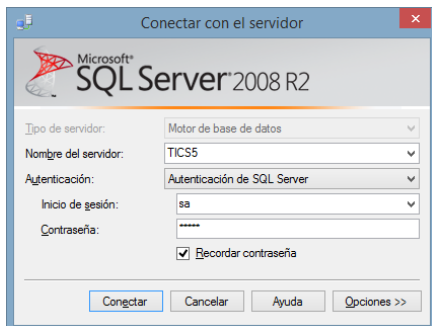 Conectar con el servidor
Microsoft®
SQL Server® 2008 R2
Tipo de servidor: Motor de base de datos
Nombre del servidor: TICS5
Autenticación: Autenticación de SQL Server
Inicio de sesión: sa
Contraseña: •••••
Recordar contraseña
Conectar Cancelar Ayuda Opciones >>